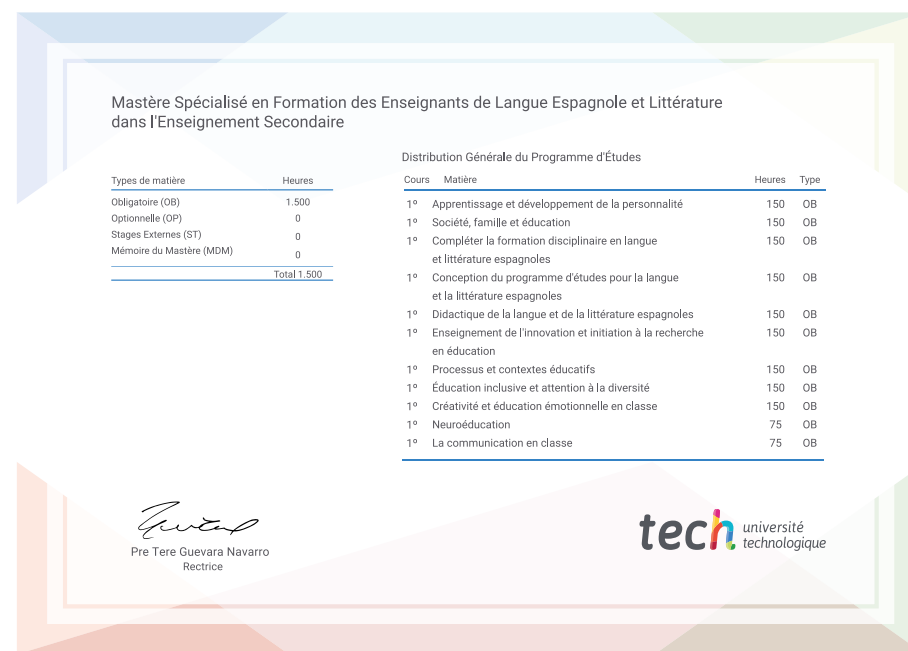 Mastère Spécialisé en Formation des Enseignants de Langue Espagnole et Littérature
dans l'Enseignement Secondaire
Types de matière Heures
Obligatoire (OB) 1.500
Optionnelle (OP) 0
Stages Externes (ST) 0
Mémoire du Mastère (MDM) 0
Total 1.500
Distribution Générale du Programme d'Études
Cours Matière Heures Type
1º Apprentissage et développement de la personnalité 150 OB
1º Société, famille et éducation 150 OB
1º Compléter la formation disciplinaire en langue 150 OB
et littérature espagnoles
1º Conception du programme d'études pour la langue 150 OB
et la littérature espagnoles
1º Didactique de la langue et de la littérature espagnoles 150 OB
1º Enseignement de l'innovation et initiation à la recherche 150 OB
en éducation
1º Processus et contextes éducatifs 150 OB
1º Éducation inclusive et attention à la diversité 150 OB
1º Créativité et éducation émotionnelle en classe 150 OB
1º Neuroéducation 75 OB
1º La communication en classe 75 OB
Pre Tere Guevara Navarro
Rectrice
tech université
technologique